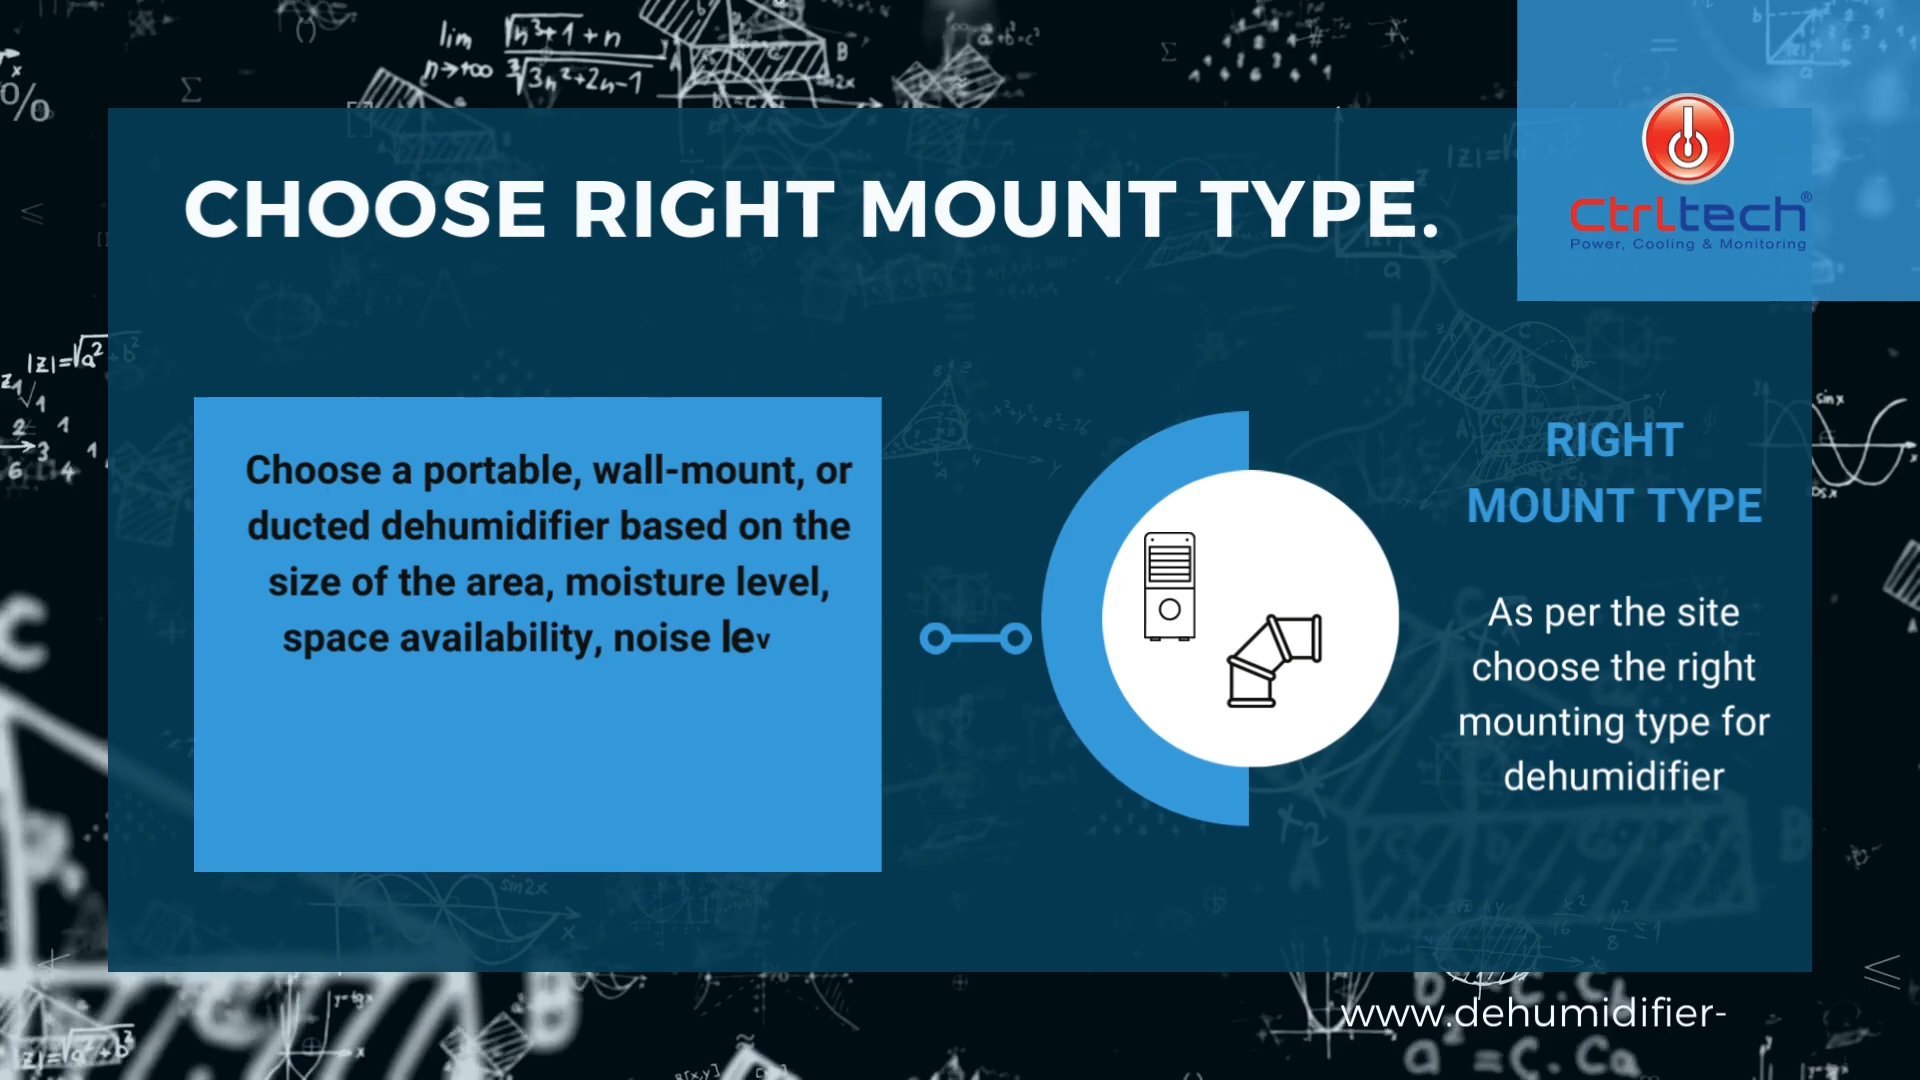 CHOOSE RIGHT MOUNT TYPE.
Ctrltech®
Power, Cooling & Monitoring
Choose a portable, wall-mount, or
ducted dehumidifier based on the
size of the area, moisture level,
space availability, noise lev
RIGHT
MOUNT TYPE
As per the site
choose the right
mounting type for
dehumidifier
www.dehumidifier-